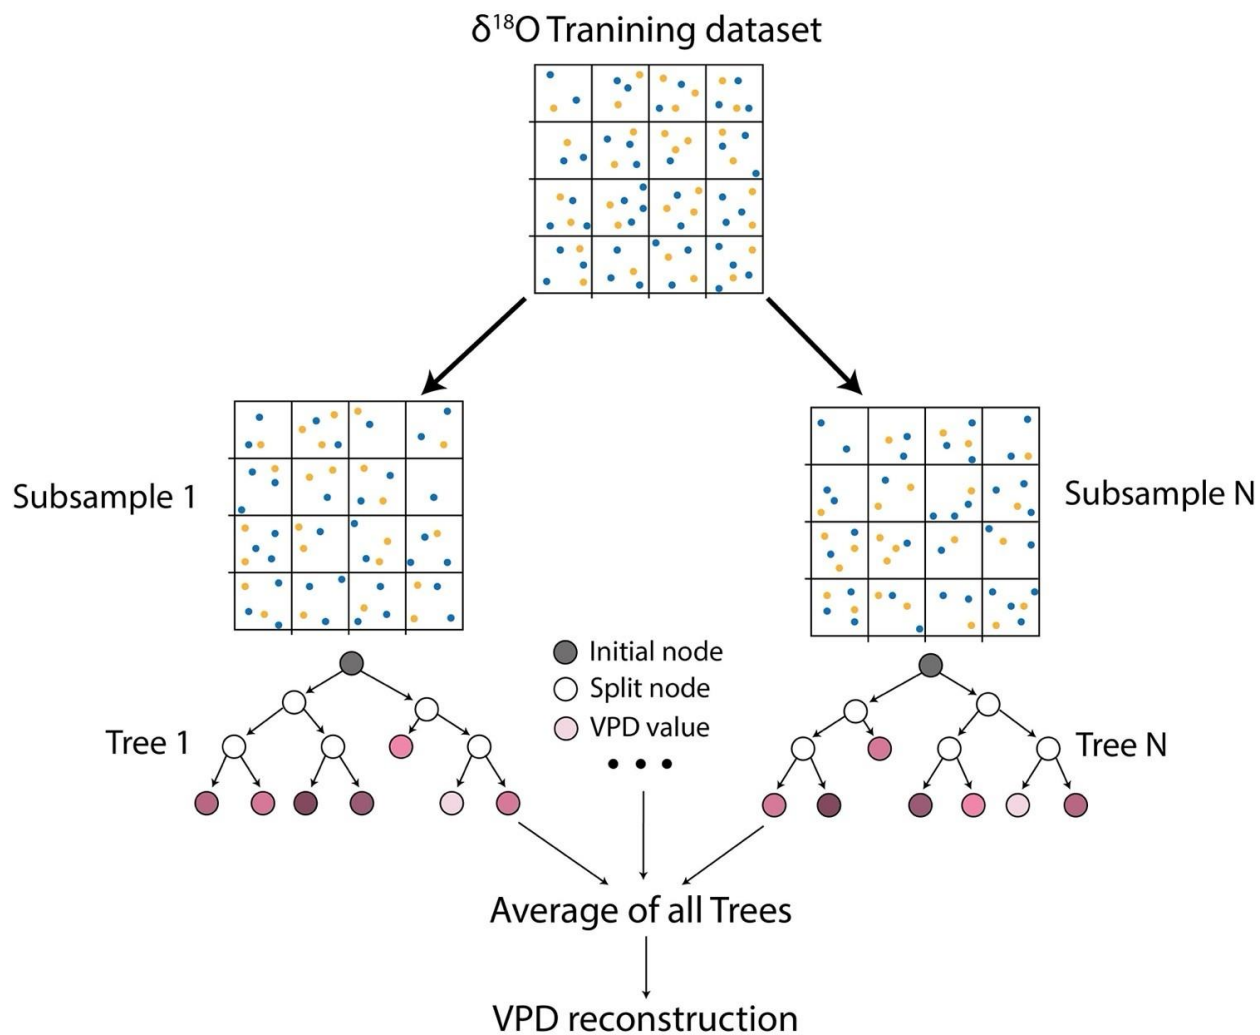 δ¹⁸O Tranining dataset
Subsample 1
Subsample N
Initial node
Split node
VPD value
Tree 1
Tree N
Average of all Trees
VPD reconstruction